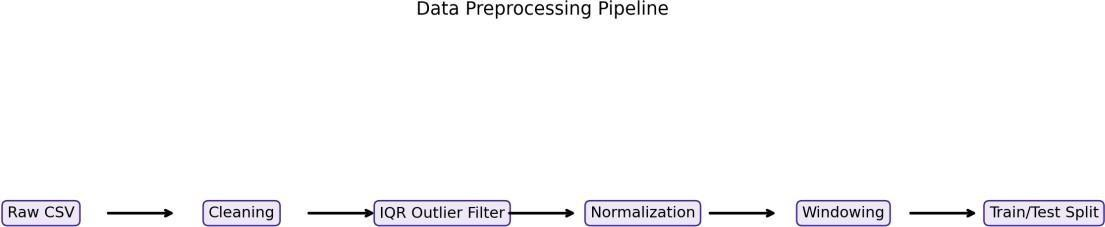 Data Preprocessing Pipeline
Raw CSV
Cleaning
IQR Outlier Filter
Normalization
Windowing
Train/Test Split